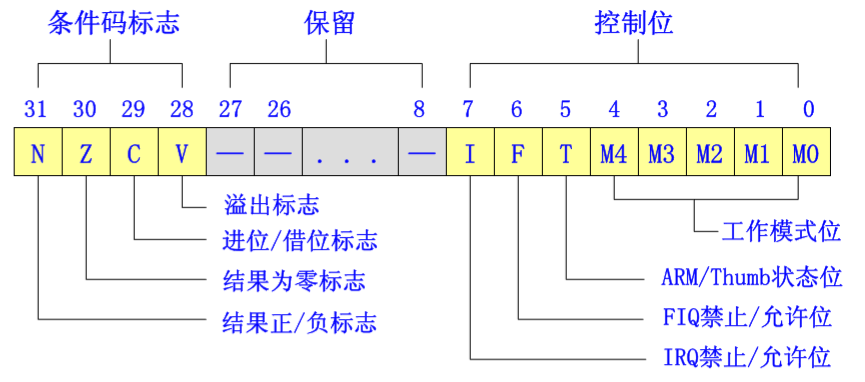 条件码标志 保留 控制位
31 30 29 28 27 26 8 7 6 5 4 3 2 1 0
N Z C V — — . . . — I F T M4 M3 M2 M1 M0
溢出标志
工作模式位
进位/借位标志
ARM/Thumb状态位
结果为零标志
FIQ禁止/允许位
结果正/负标志
IRQ禁止/允许位